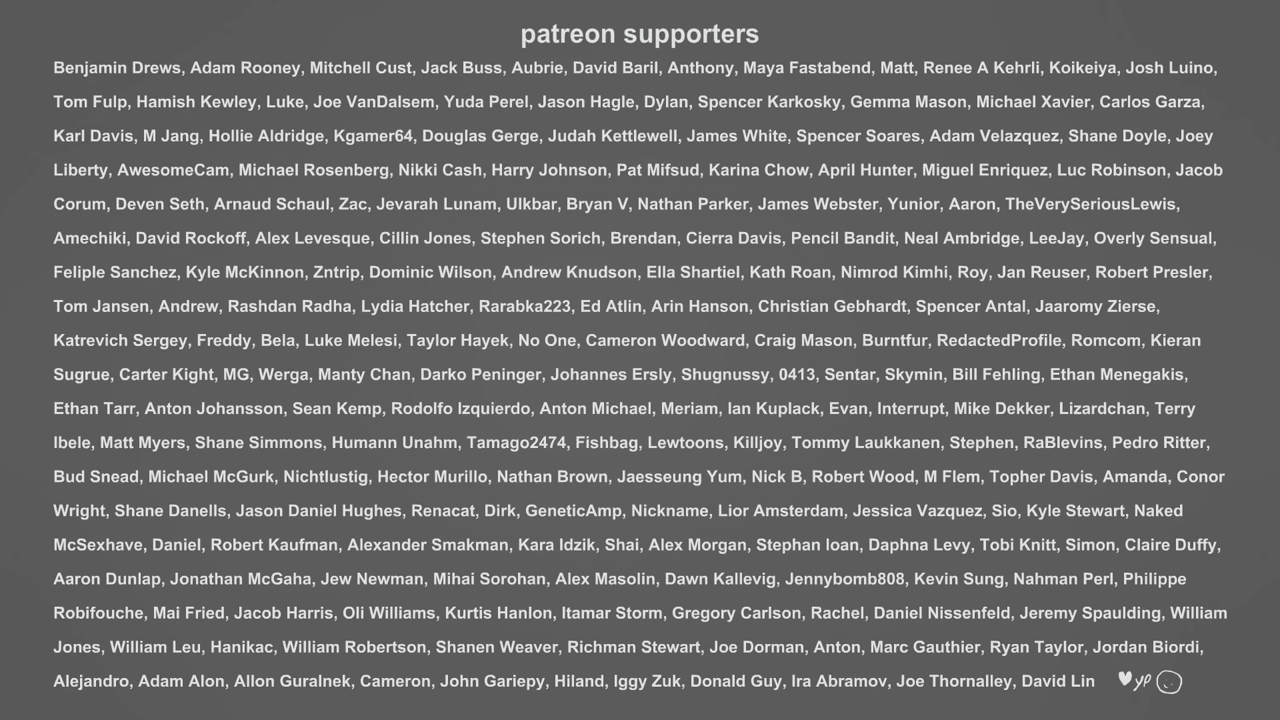 patreon supporters
Benjamin Drews, Adam Rooney, Mitchell Cust, Jack Buss, Aubrie, David Baril, Anthony, Maya Fastabend, Matt, Renee A Kehrli, Koikeiya, Josh Luino,
Tom Fulp, Hamish Kewley, Luke, Joe VanDalsem, Yuda Perel, Jason Hagle, Dylan, Spencer Karkosky, Gemma Mason, Michael Xavier, Carlos Garza,
Karl Davis, M Jang, Hollie Aldridge, Kgamer64, Douglas Gerge, Judah Kettlewell, James White, Spencer Soares, Adam Velazquez, Shane Doyle, Joey
Liberty, AwesomeCam, Michael Rosenberg, Nikki Cash, Harry Johnson, Pat Mifsud, Karina Chow, April Hunter, Miguel Enriquez, Luc Robinson, Jacob
Corum, Deven Seth, Arnaud Schaul, Zac, Jevarah Lunam, Ulkbar, Bryan V, Nathan Parker, James Webster, Yunior, Aaron, TheVerySeriousLewis,
Amechiki, David Rockoff, Alex Levesque, Cillin Jones, Stephen Sorich, Brendan, Cierra Davis, Pencil Bandit, Neal Ambridge, LeeJay, Overly Sensual,
Feliple Sanchez, Kyle McKinnon, Zntrip, Dominic Wilson, Andrew Knudson, Ella Shartiel, Kath Roan, Nimrod Kimhi, Roy, Jan Reuser, Robert Presler,
Tom Jansen, Andrew, Rashdan Radha, Lydia Hatcher, Rarabka223, Ed Atlin, Arin Hanson, Christian Gebhardt, Spencer Antal, Jaaromy Zierse,
Katrevich Sergey, Freddy, Bela, Luke Melesi, Taylor Hayek, No One, Cameron Woodward, Craig Mason, Burntfur, RedactedProfile, Romcom, Kieran
Sugrue, Carter Kight, MG, Werga, Manty Chan, Darko Peninger, Johannes Ersly, Shugnussy, 0413, Sentar, Skymin, Bill Fehling, Ethan Menegakis,
Ethan Tarr, Anton Johansson, Sean Kemp, Rodolfo Izquierdo, Anton Michael, Meriam, Ian Kuplack, Evan, Interrupt, Mike Dekker, Lizardchan, Terry
Ibele, Matt Myers, Shane Simmons, Humann Unahm, Tamago2474, Fishbag, Lewtoons, Killjoy, Tommy Laukkanen, Stephen, RaBlevins, Pedro Ritter,
Bud Snead, Michael McGurk, Nichtlustig, Hector Murillo, Nathan Brown, Jaesseung Yum, Nick B, Robert Wood, M Flem, Topher Davis, Amanda, Conor
Wright, Shane Danells, Jason Daniel Hughes, Renacat, Dirk, GeneticAmp, Nickname, Lior Amsterdam, Jessica Vazquez, Sio, Kyle Stewart, Naked
McSexhave, Daniel, Robert Kaufman, Alexander Smakman, Kara Idzik, Shai, Alex Morgan, Stephan Ioan, Daphna Levy, Tobi Knitt, Simon, Claire Duffy,
Aaron Dunlap, Jonathan McGaha, Jew Newman, Mihai Sorohan, Alex Masolin, Dawn Kallevig, Jennybomb808, Kevin Sung, Nahman Perl, Philippe
Robifouche, Mai Fried, Jacob Harris, Oli Williams, Kurtis Hanlon, Itamar Storm, Gregory Carlson, Rachel, Daniel Nissenfeld, Jeremy Spaulding, William
Jones, William Leu, Hanikac, William Robertson, Shanen Weaver, Richman Stewart, Joe Dorman, Anton, Marc Gauthier, Ryan Taylor, Jordan Biordi,
Alejandro, Adam Alon, Allon Guralnek, Cameron, John Gariepy, Hiland, Iggy Zuk, Donald Guy, Ira Abramov, Joe Thornalley, David Lin ♥ yp